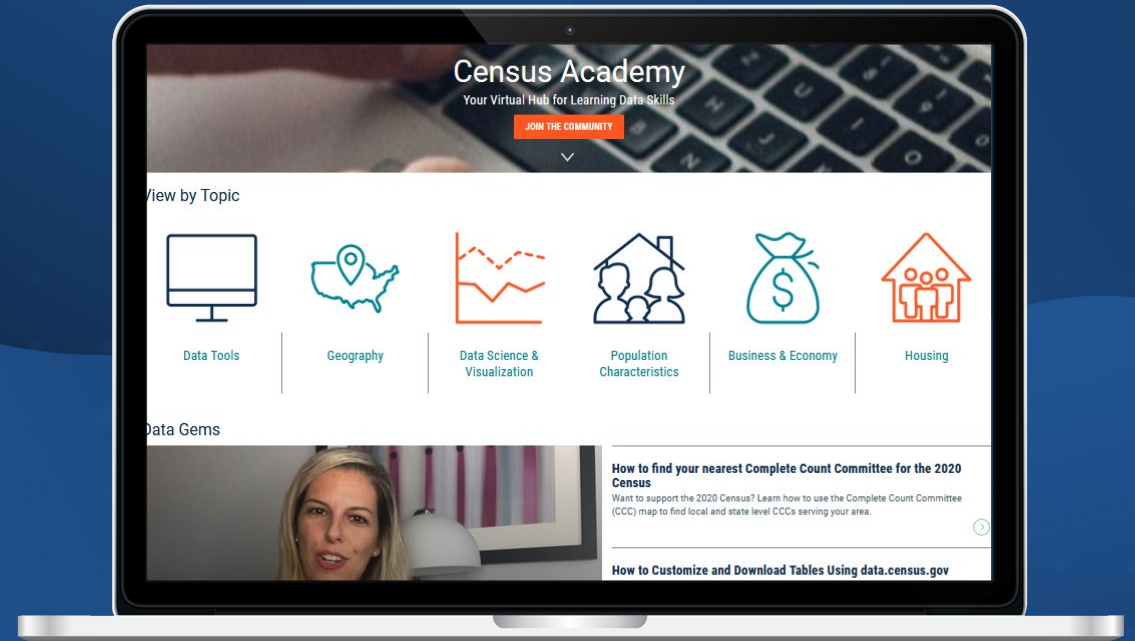 Census Academy
Your Virtual Hub for Learning Data Skills
JOIN THE COMMUNITY
View by Topic
Data Tools
Geography
Data Science &
Visualization
Population
Characteristics
Business & Economy
Housing
Data Gems
How to find your nearest Complete Count Committee for the 2020
Census
Want to support the 2020 Census? Learn how to use the Complete Count Committee
(CCC) map to find local and state level CCCs serving your area.
How to Customize and Download Tables Using data.census.gov